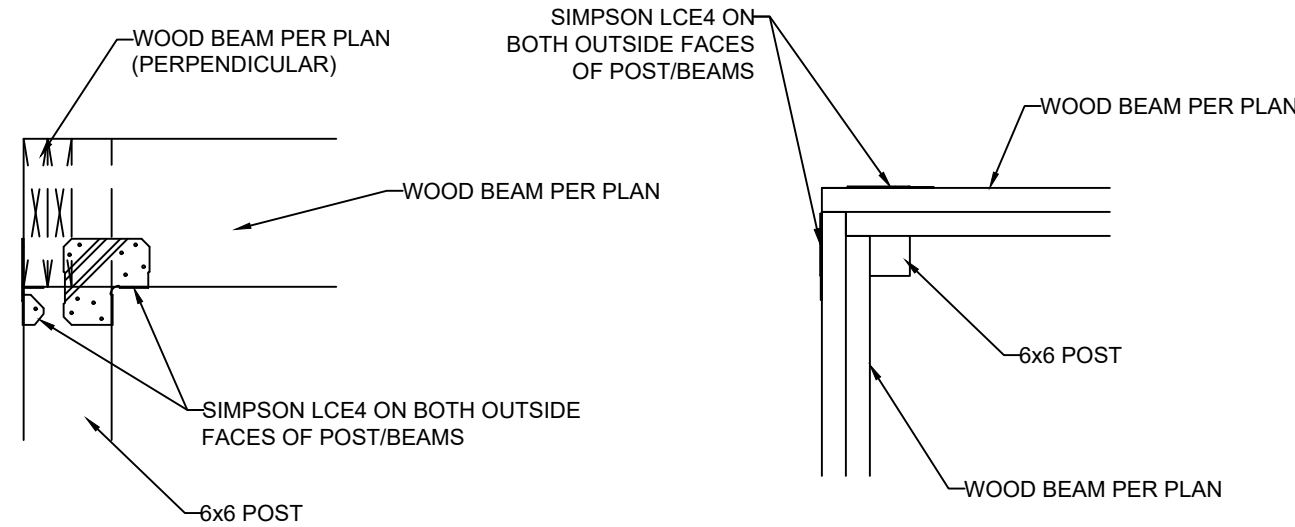 WOOD BEAM PER PLAN
(PERPENDICULAR)
WOOD BEAM PER PLAN
SIMPSON LCE4 ON BOTH OUTSIDE
FACES OF POST/BEAMS
6x6 POST
SIMPSON LCE4 ON
BOTH OUTSIDE FACES
OF POST/BEAMS
WOOD BEAM PER PLAN
6x6 POST
WOOD BEAM PER PLAN